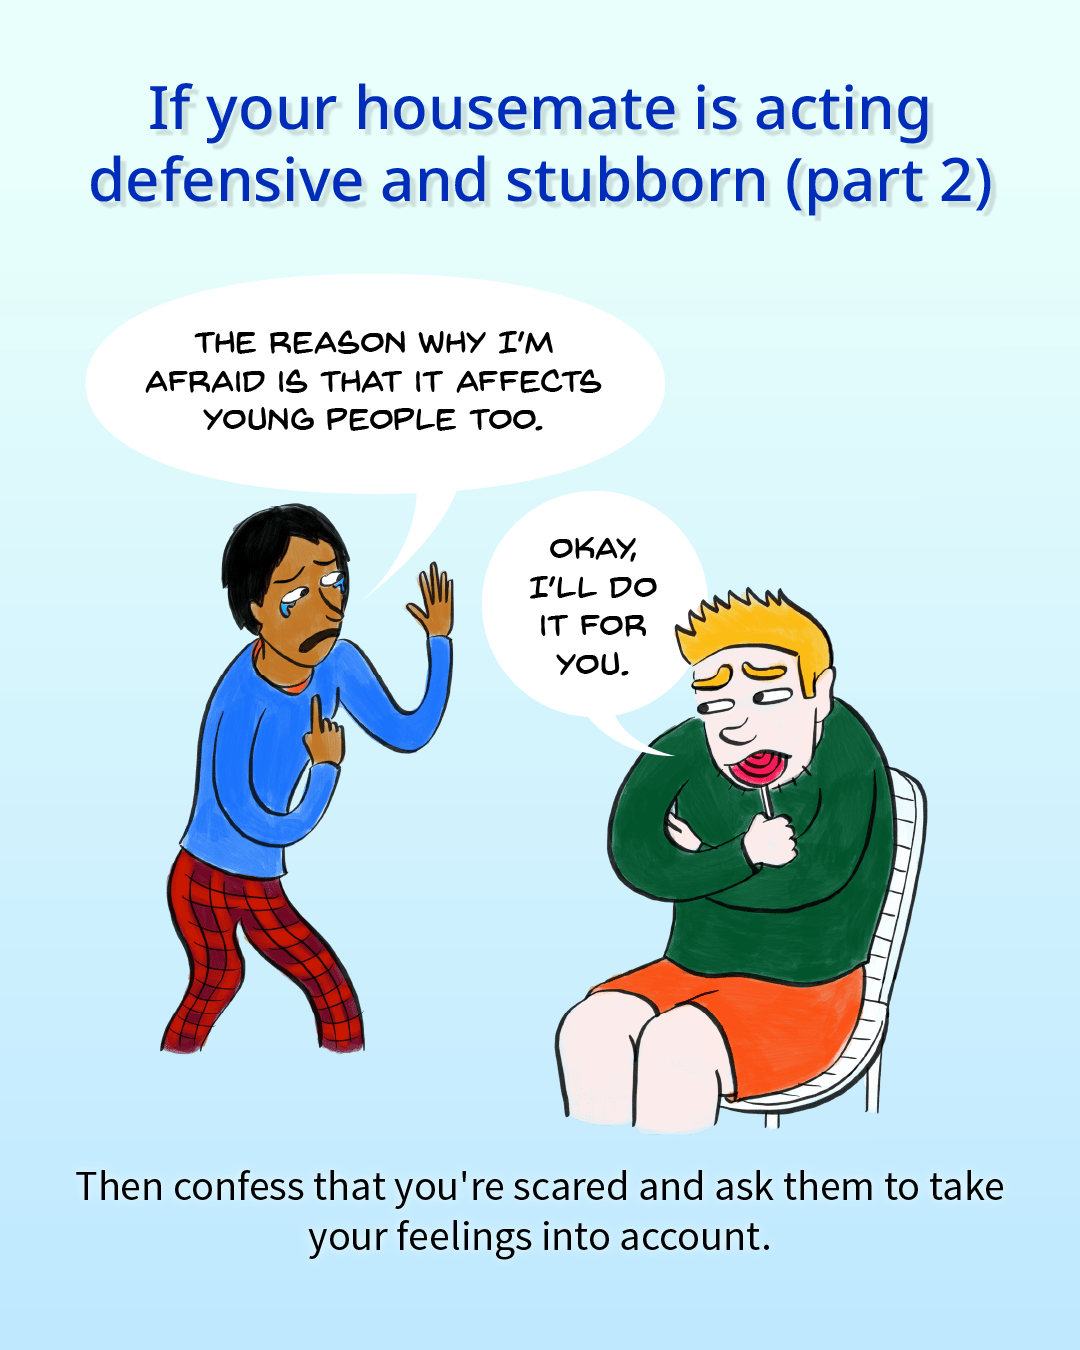 If your housemate is acting
defensive and stubborn (part 2)
THE REASON WHY I'M
AFRAID IS THAT IT AFFECTS
YOUNG PEOPLE TOO.
OKAY,
I'LL DO
IT FOR
YOU.
Then confess that you're scared and ask them to take
your feelings into account.